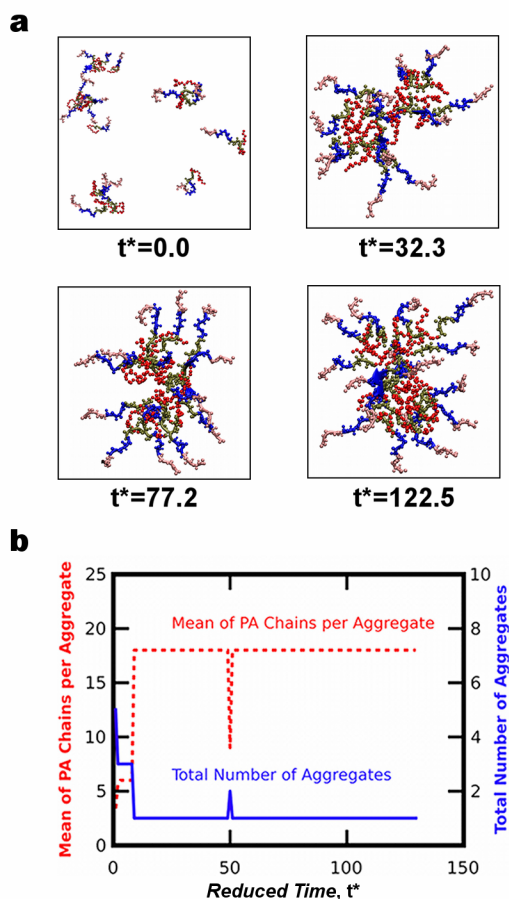 a
t*=0.0
t*=32.3
t*=77.2
t*=122.5
b
Mean of PA Chains per Aggregate
25
20
15
10
5
0
Mean of PA Chains per Aggregate
Total Number of Aggregates
10
8
6
4
2
Total Number of Aggregates
0
50
100
150
Reduced Time, t*